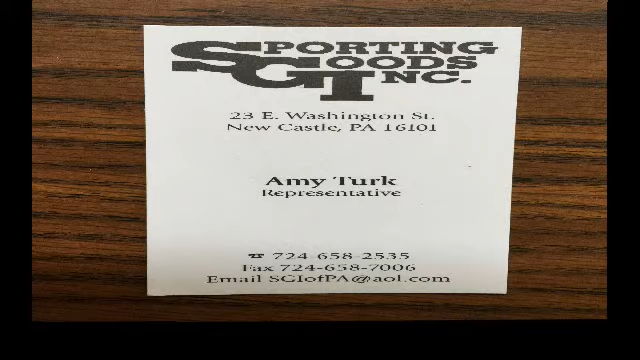 SPORTING
GOODS
INC.
23 E. Washington St.
New Castle, PA 16101
Amy Turk
Representative
☎ 724-658-2535
Fax 724-658-7006
Email SGIofPA@aol.com